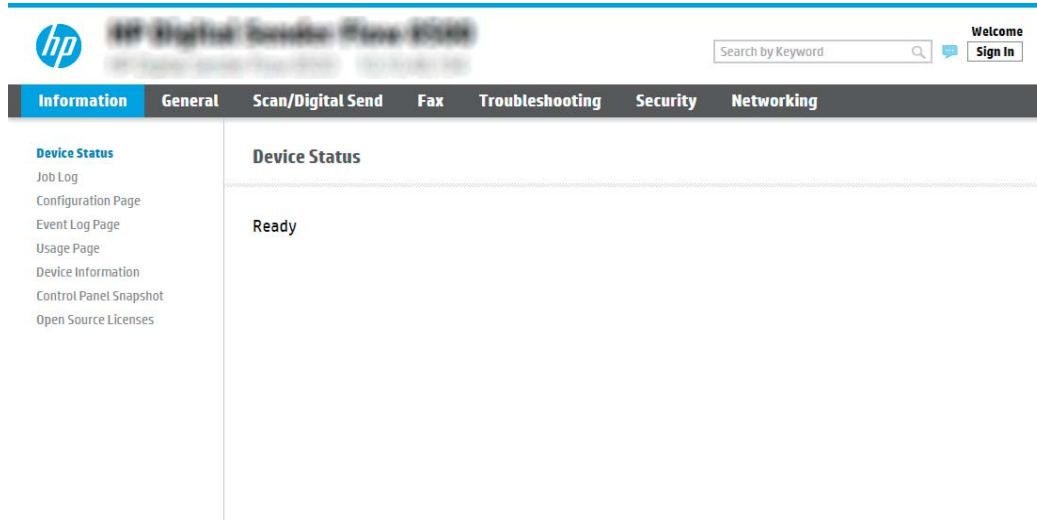 hp
Welcome
Search by Keyword
Sign In
Information General Scan/Digital Send Fax Troubleshooting Security Networking
Device Status
Job Log
Configuration Page
Event Log Page
Usage Page
Device Information
Control Panel Snapshot
Open Source Licenses
Device Status
Ready